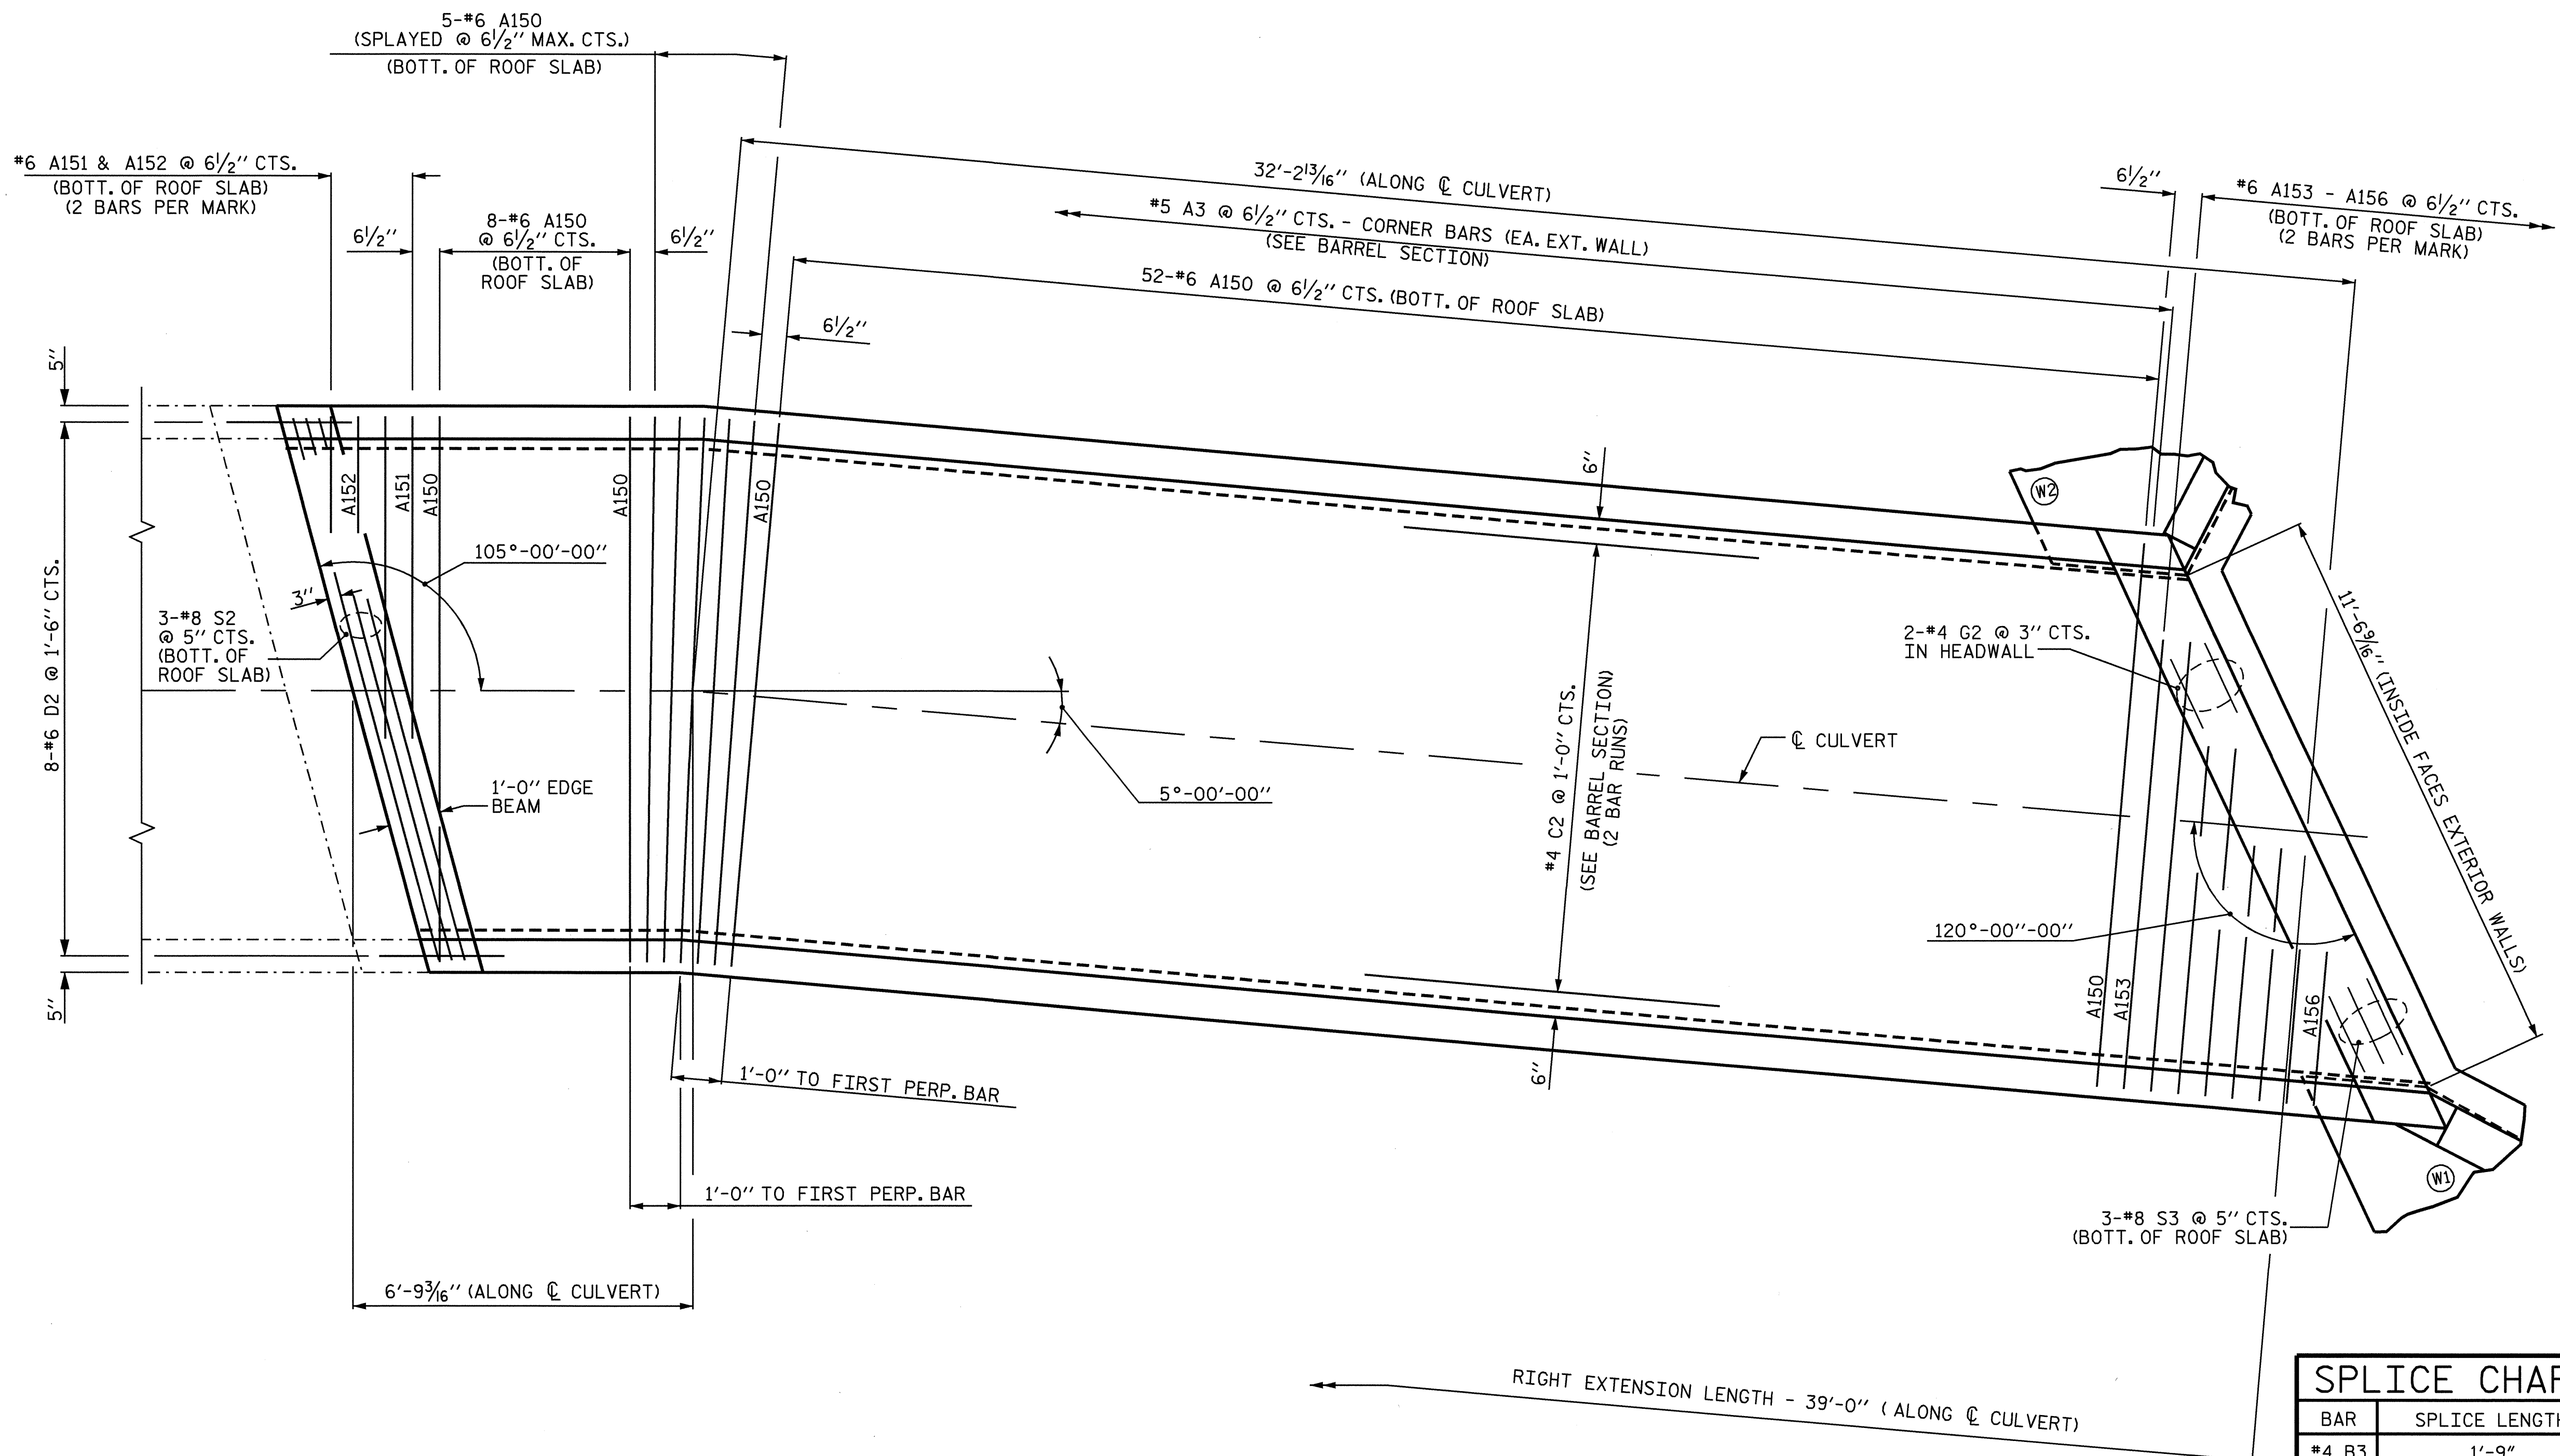 5-#6 A150
(SPLAYED @ 6½″ MAX. CTS.)
(BOTT. OF ROOF SLAB)
#6 A151 & A152 @ 6½″ CTS.
(BOTT. OF ROOF SLAB)
(2 BARS PER MARK)
8-#6 A150
@ 6½″ CTS.
(BOTT. OF
ROOF SLAB)
6½″
6½″
32′-2¹³⁄₁₆″ (ALONG ℄ CULVERT)
#5 A3 @ 6½″ CTS. - CORNER BARS (EA. EXT. WALL)
(SEE BARREL SECTION)
52-#6 A150 @ 6½″ CTS. (BOTT. OF ROOF SLAB)
6½″
6½″
#6 A153 - A156 @ 6½″ CTS.
(BOTT. OF ROOF SLAB)
(2 BARS PER MARK)
5″
8-#6 D2 @ 1′-6″ CTS.
5″
A152
A151
A150
A150
A150
105°-00′-00″
3″
3-#8 S2
@ 5″ CTS.
(BOTT. OF
ROOF SLAB)
1′-0″ EDGE
BEAM
5°-00′-00″
6″
#4 C2 @ 1′-0″ CTS.
(SEE BARREL SECTION)
(2 BAR RUNS)
6″
℄ CULVERT
W2
2-#4 G2 @ 3″ CTS.
IN HEADWALL
11′-6⁹⁄₁₆″ (INSIDE FACES EXTERIOR WALLS)
120°-00″-00″
A150
A153
A156
W1
3-#8 S3 @ 5″ CTS.
(BOTT. OF ROOF SLAB)
1′-0″ TO FIRST PERP. BAR
1′-0″ TO FIRST PERP. BAR
6′-9³⁄₁₆″ (ALONG ℄ CULVERT)
RIGHT EXTENSION LENGTH - 39′-0″ ( ALONG ℄ CULVERT)
SPLICE CHAR
BAR SPLICE LENGTH
#4 B3 1′-9″